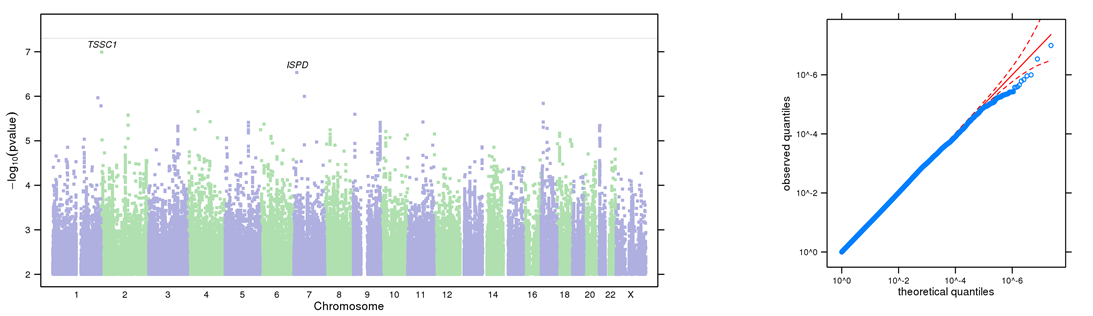 TSSC1
ISPD
7
6
5
4
3
2
−log10(pvalue)
1 2 3 4 5 6 7 8 9 10 11 12 14 16 18 20 22 X
Chromosome
10^-6
10^-4
10^-2
10^0
observed quantiles
10^0 10^-2 10^-4 10^-6
theoretical quantiles